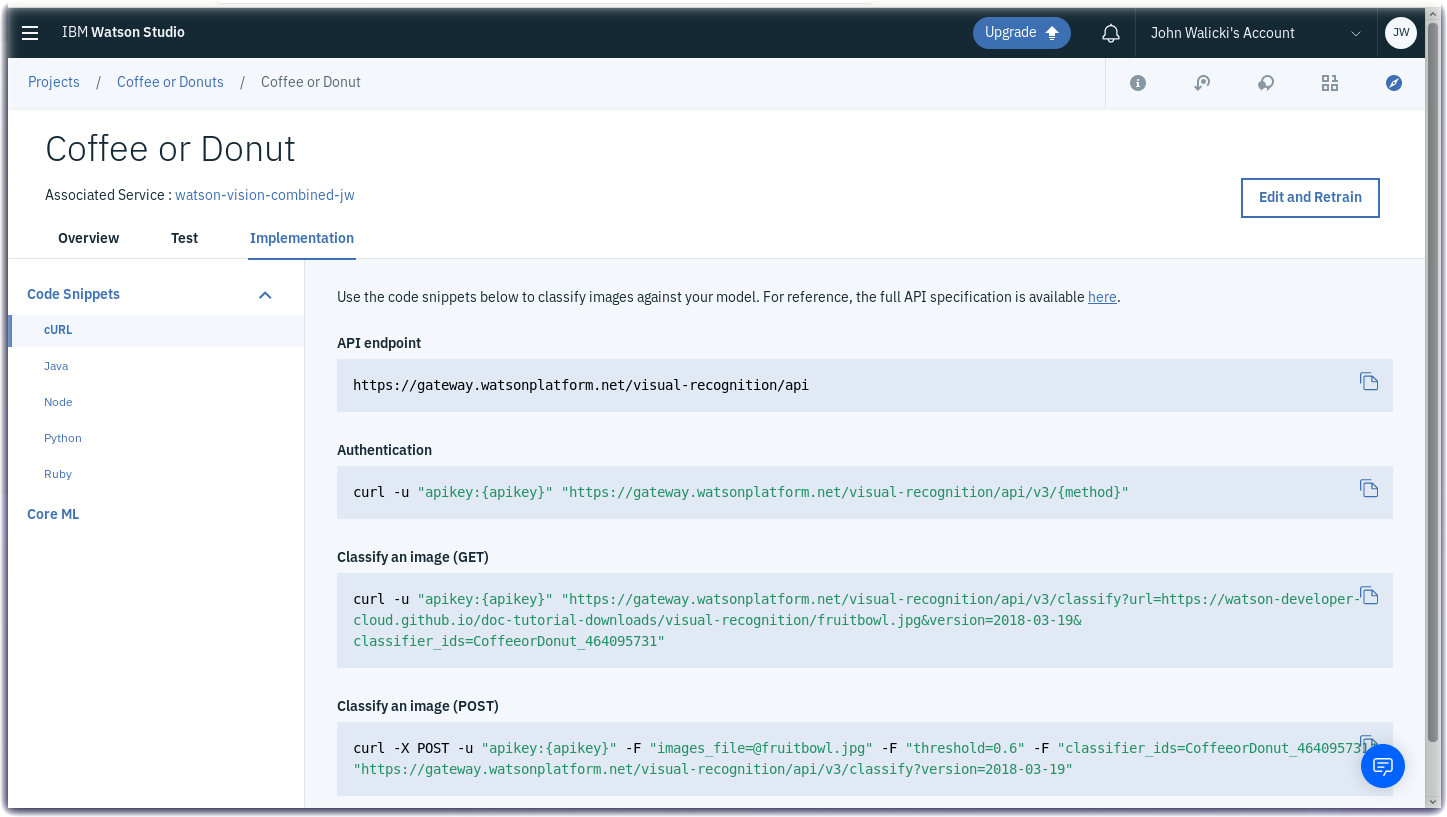 IBM Watson Studio
Upgrade
John Walicki's Account
JW
Projects / Coffee or Donuts / Coffee or Donut
Coffee or Donut
Associated Service : watson-vision-combined-jw
Edit and Retrain
Overview
Test
Implementation
Code Snippets
cURL
Java
Node
Python
Ruby
Core ML
Use the code snippets below to classify images against your model. For reference, the full API specification is available here.
API endpoint
https://gateway.watsonplatform.net/visual-recognition/api
Authentication
curl -u "apikey:{apikey}" "https://gateway.watsonplatform.net/visual-recognition/api/v3/{method}"
Classify an image (GET)
curl -u "apikey:{apikey}" "https://gateway.watsonplatform.net/visual-recognition/api/v3/classify?url=https://watson-developer-
cloud.github.io/doc-tutorial-downloads/visual-recognition/fruitbowl.jpg&version=2018-03-19&
classifier_ids=CoffeeorDonut_464095731"
Classify an image (POST)
curl -X POST -u "apikey:{apikey}" -F "images_file=@fruitbowl.jpg" -F "threshold=0.6" -F "classifier_ids=CoffeeorDonut_464095731"
"https://gateway.watsonplatform.net/visual-recognition/api/v3/classify?version=2018-03-19"